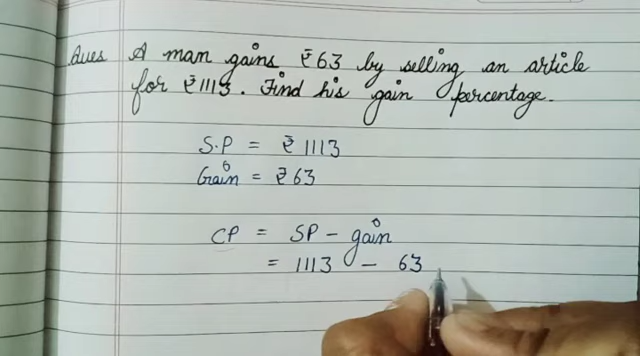 Ques A man gains ₹63 by selling an article
for ₹1113. Find his gain percentage.
S.P = ₹1113
Gain = ₹63
CP = SP - gain
= 1113 - 63